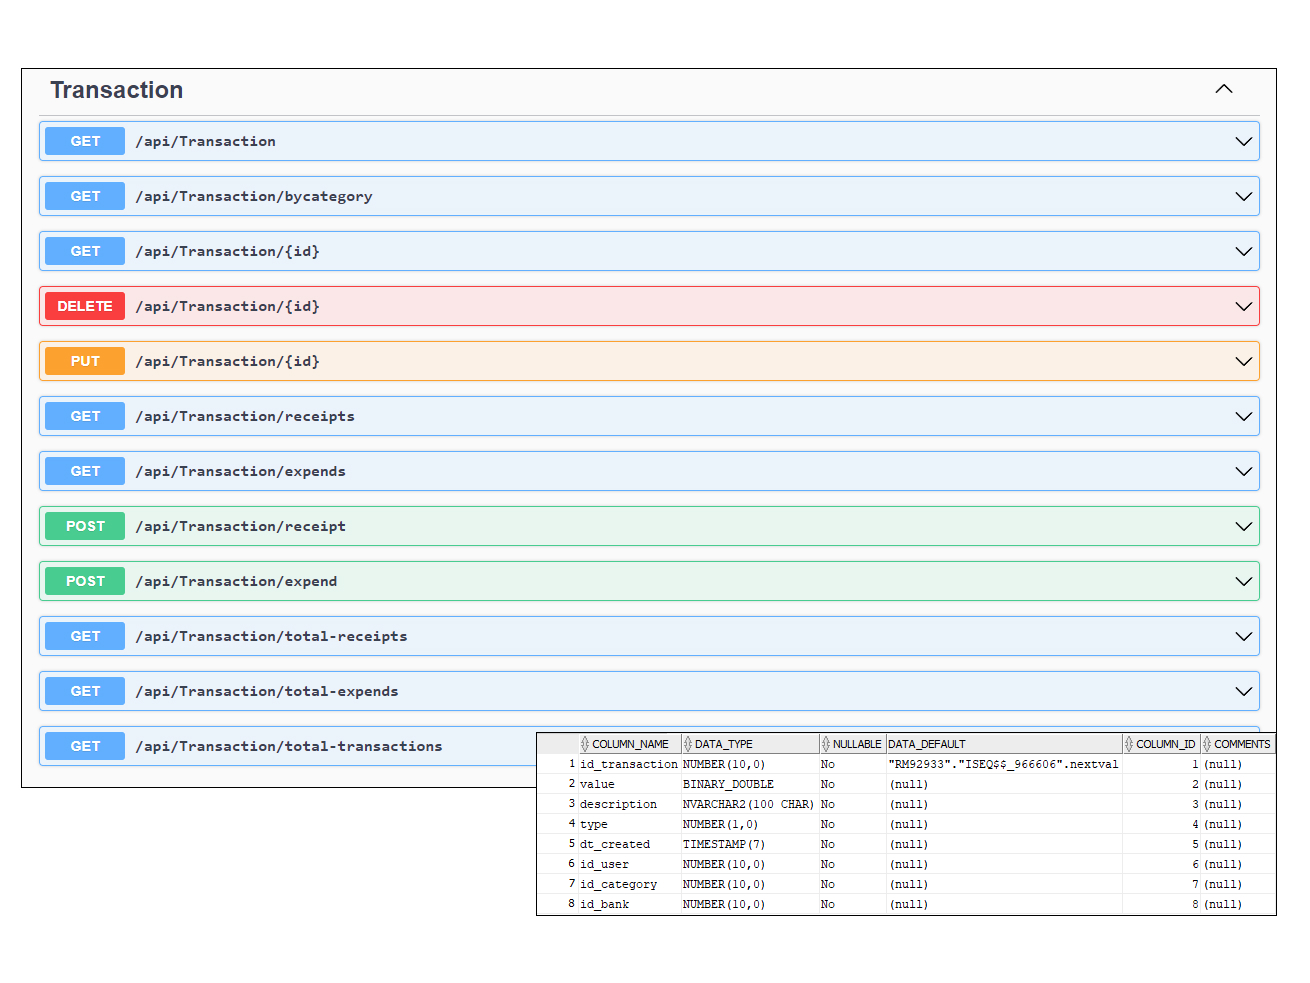 Transaction
GET /api/Transaction
GET /api/Transaction/bycategory
GET /api/Transaction/{id}
DELETE /api/Transaction/{id}
PUT /api/Transaction/{id}
GET /api/Transaction/receipts
GET /api/Transaction/expends
POST /api/Transaction/receipt
POST /api/Transaction/expend
GET /api/Transaction/total-receipts
GET /api/Transaction/total-expends
GET /api/Transaction/total-transactions
COLUMN_NAME DATA_TYPE NULLABLE DATA_DEFAULT COLUMN_ID COMMENTS
1 id_transaction NUMBER(10,0) No "RM92933"."ISEQ$$_966606".nextval 1 (null)
2 value BINARY_DOUBLE No (null) 2 (null)
3 description NVARCHAR2(100 CHAR) No (null) 3 (null)
4 type NUMBER(1,0) No (null) 4 (null)
5 dt_created TIMESTAMP(7) No (null) 5 (null)
6 id_user NUMBER(10,0) No (null) 6 (null)
7 id_category NUMBER(10,0) No (null) 7 (null)
8 id_bank NUMBER(10,0) No (null) 8 (null)